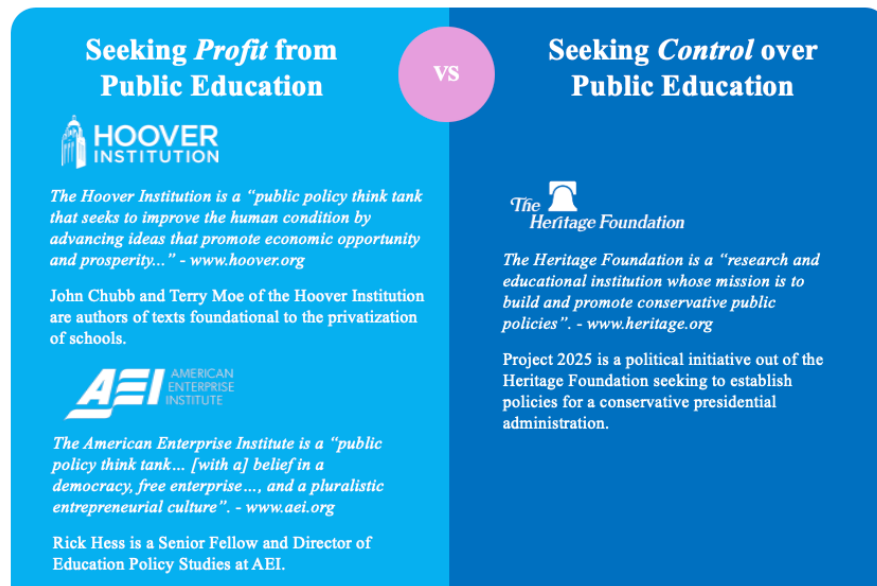 Seeking Profit from
Public Education
HOOVER
INSTITUTION
The Hoover Institution is a “public policy think tank
that seeks to improve the human condition by
advancing ideas that promote economic opportunity
and prosperity...” - www.hoover.org
John Chubb and Terry Moe of the Hoover Institution
are authors of texts foundational to the privatization
of schools.
AEI
AMERICAN
ENTERPRISE
INSTITUTE
The American Enterprise Institute is a “public
policy think tank... [with a] belief in a
democracy, free enterprise..., and a pluralistic
entrepreneurial culture”. - www.aei.org
Rick Hess is a Senior Fellow and Director of
Education Policy Studies at AEI.
VS
Seeking Control over
Public Education
The
Heritage Foundation
The Heritage Foundation is a “research and
educational institution whose mission is to
build and promote conservative public
policies”. - www.heritage.org
Project 2025 is a political initiative out of the
Heritage Foundation seeking to establish
policies for a conservative presidential
administration.